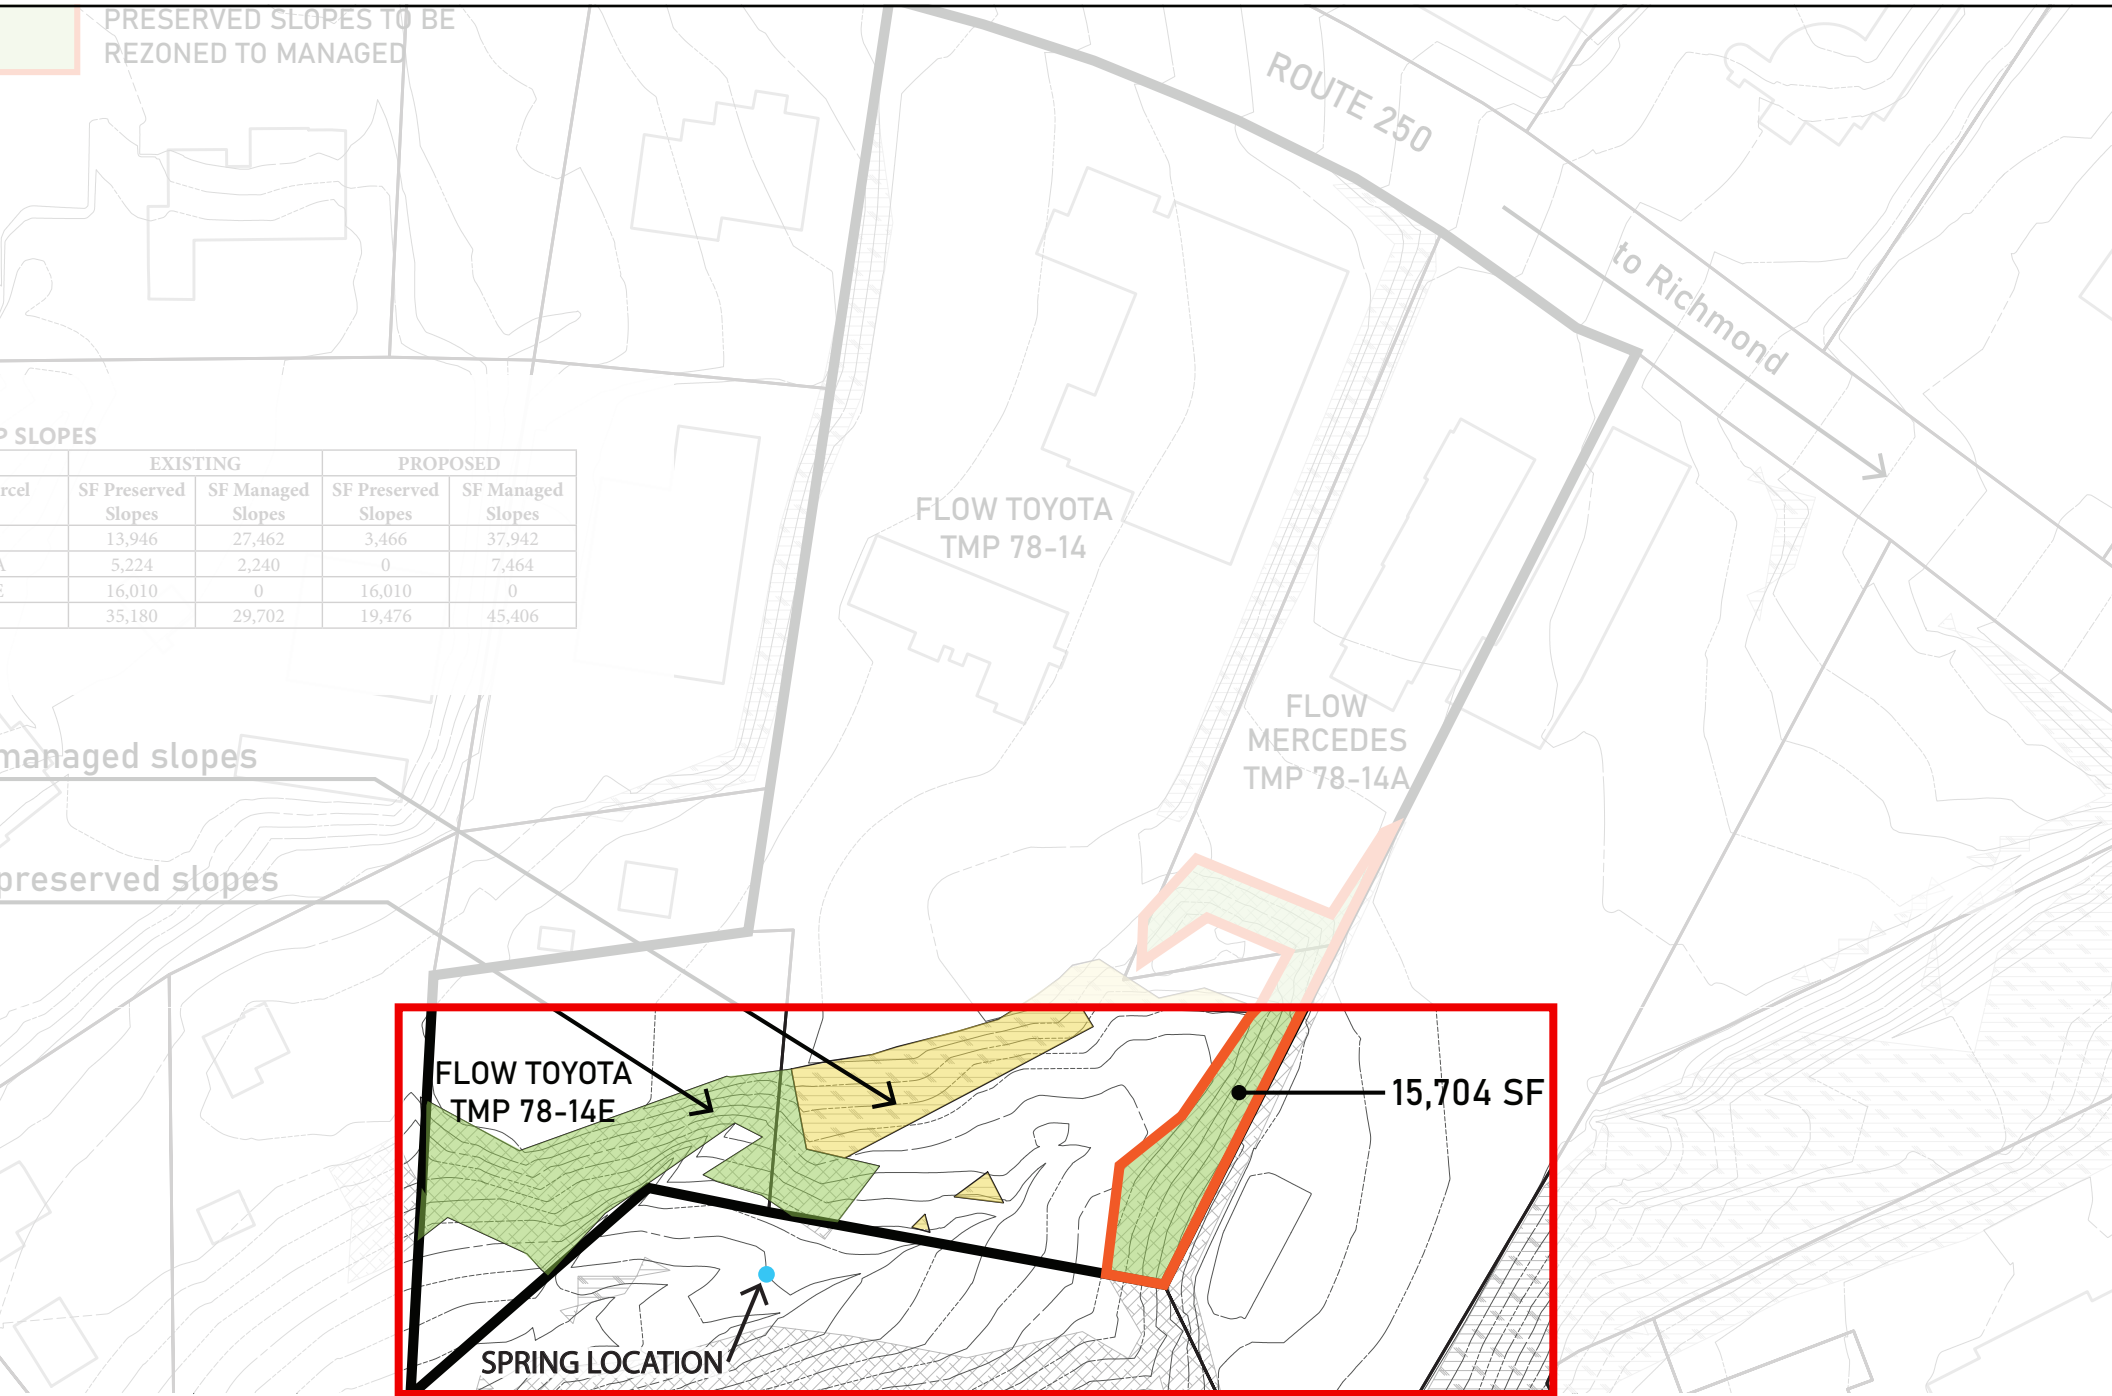 PRESERVED SLOPES TO BE
REZONED TO MANAGED
ROUTE 250
to Richmond
P SLOPES
EXISTING PROPOSED
rcel SF Preserved Slopes SF Managed Slopes SF Preserved Slopes SF Managed Slopes
13,946 27,462 3,466 37,942
A 5,224 2,240 0 7,464
E 16,010 0 16,010 0
35,180 29,702 19,476 45,406
FLOW TOYOTA
TMP 78-14
FLOW
MERCEDES
TMP 78-14A
managed slopes
preserved slopes
FLOW TOYOTA
TMP 78-14E
15,704 SF
SPRING LOCATION